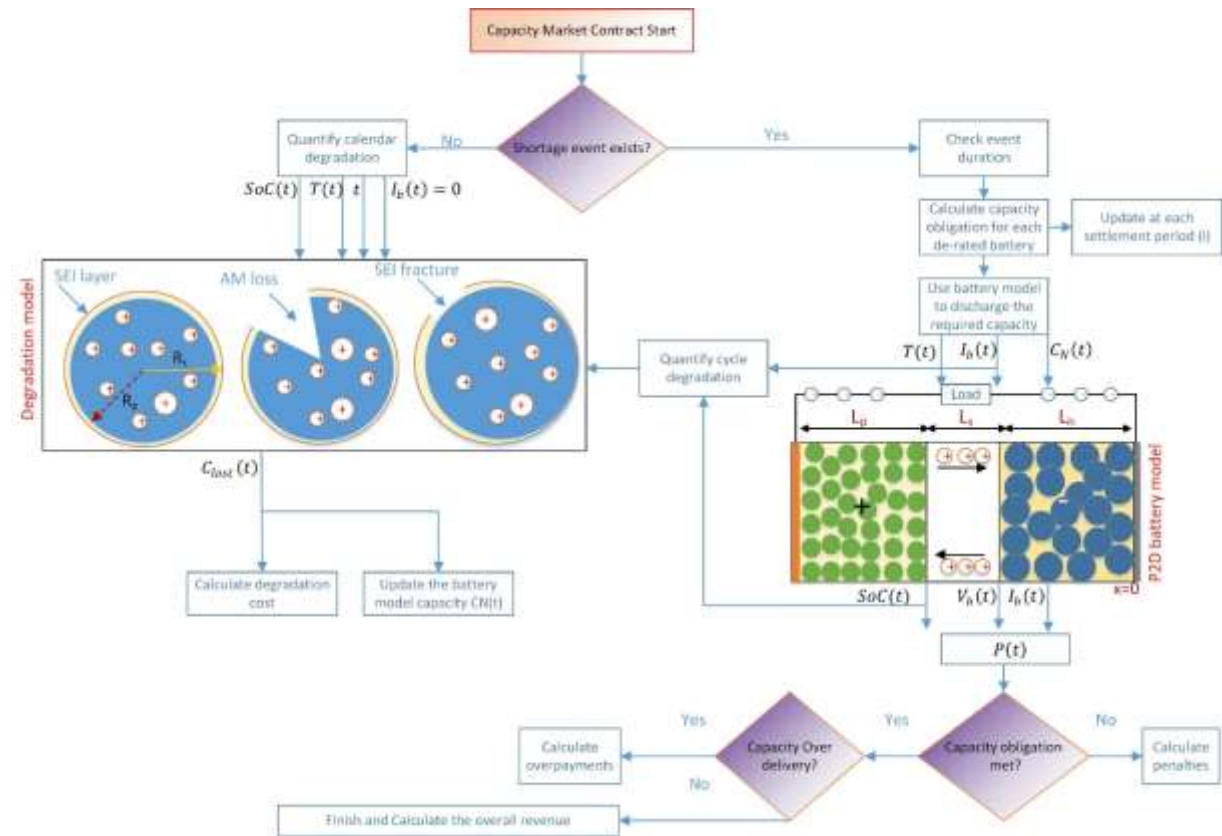 Capacity Market Contract Start
Shortage event exists?
No
Yes
Quantify calendar
degradation
SoC(t) T(t) t I_b(t) = 0
Check event
duration
Calculate capacity
obligation for each
de-rated battery
Update at each
settlement period (i)
Use battery model
to discharge the
required capacity
T(t) I_b(t) C_N(t)
Degradation model
SEI layer
AM loss
SEI fracture
R_s
Quantify cycle
degradation
Load
L_p L_s L_n
P2D battery model
x=0
C_lost(t)
Calculate degradation
cost
Update the battery
model capacity CN(t)
SoC(t) V_b(t) I_b(t)
P(t)
Capacity obligation
met?
Yes
No
Calculate
penalties
Capacity Over
delivery?
Yes
No
Calculate
overpayments
Finish and Calculate the overall revenue